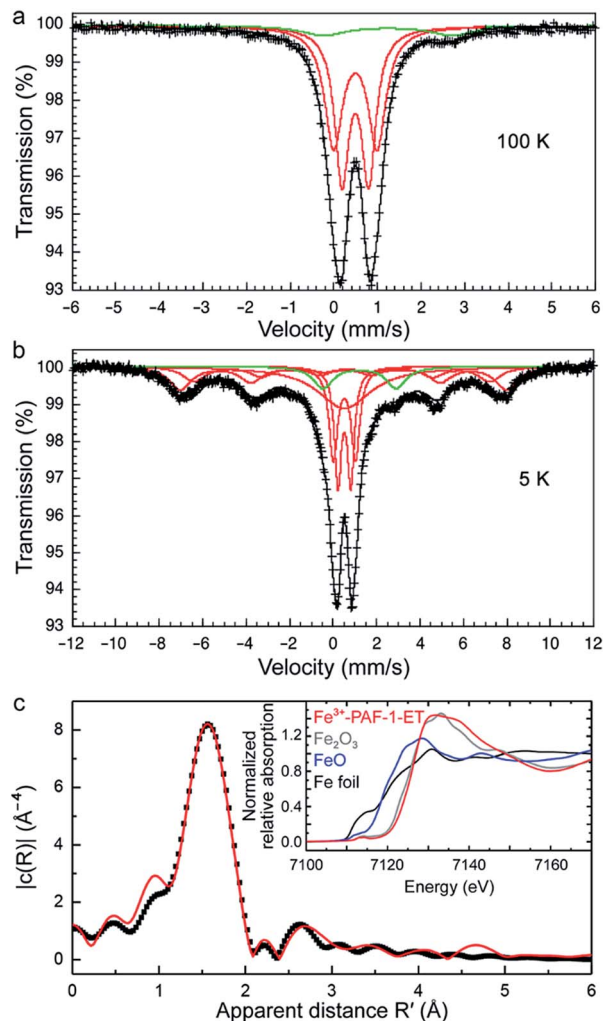 a
100
99
98
97
96
95
94
93
Transmission (%)
100 K
−6 −5 −4 −3 −2 −1 0 1 2 3 4 5 6
Velocity (mm/s)
b
100
99
98
97
96
95
94
93
Transmission (%)
5 K
−12 −10 −8 −6 −4 −2 0 2 4 6 8 10 12
Velocity (mm/s)
c
8
6
4
2
0
|c(R)| (Å⁻⁴)
Fe³⁺-PAF-1-ET
Fe₂O₃
FeO
Fe foil
1.2
0.8
0.4
0.0
Normalized
relative absorption
7100 7120 7140 7160
Energy (eV)
0 1 2 3 4 5 6
Apparent distance R′ (Å)